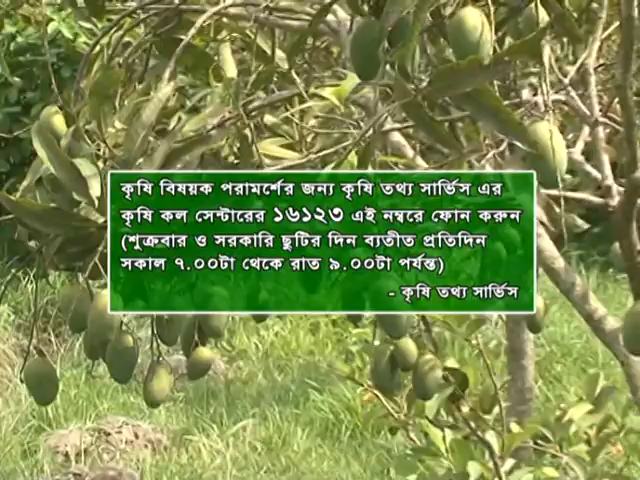 কৃষি বিষয়ক পরামর্শের জন্য কৃষি তথ্য সার্ভিস এর
কৃষি কল সেন্টারের ১৬১২৩ এই নম্বরে ফোন করুন
(শুক্রবার ও সরকারি ছুটির দিন ব্যতীত প্রতিদিন
সকাল ৭.০০টা থেকে রাত ৯.০০টা পর্যন্ত)
- কৃষি তথ্য সার্ভিস